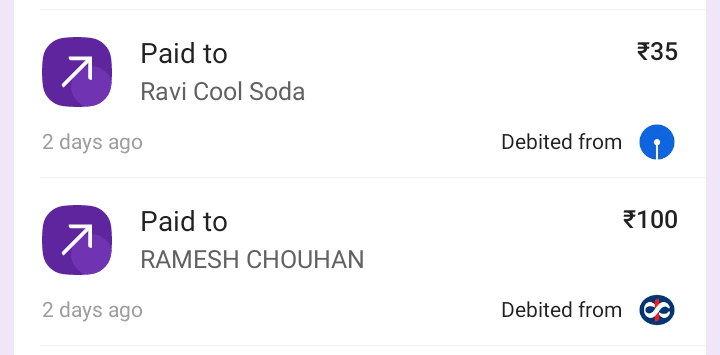 Paid to
₹35
Ravi Cool Soda
2 days ago
Debited from
Paid to
₹100
RAMESH CHOUHAN
2 days ago
Debited from